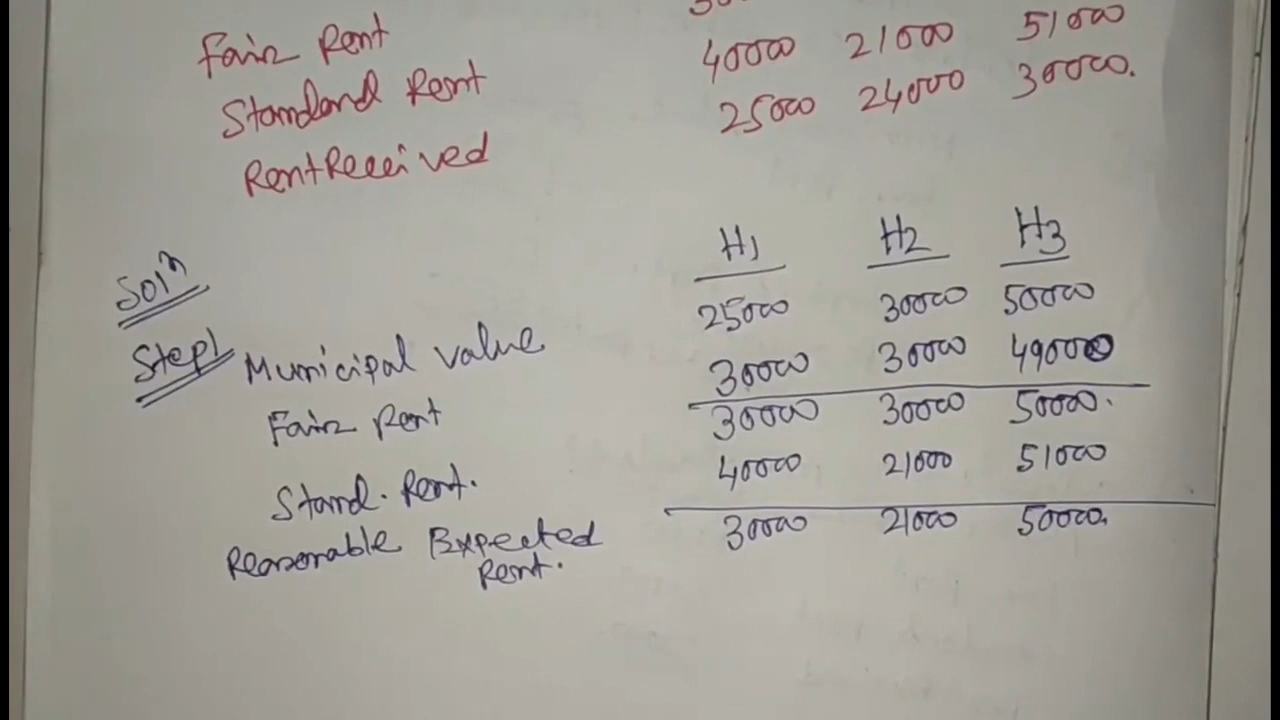 Fair Rent
40000 21000 51000
Standard Rent
25000 24000 30000.
Rent Received
H1 H2 H3
Solⁿ
25000 30000 50000
Step1 Municipal value
30000 30000 49000
Fair Rent
30000 30000 50000.
40000 21000 51000
Stand. Rent.
30000 21000 50000.
Reasonable Expected
Rent.